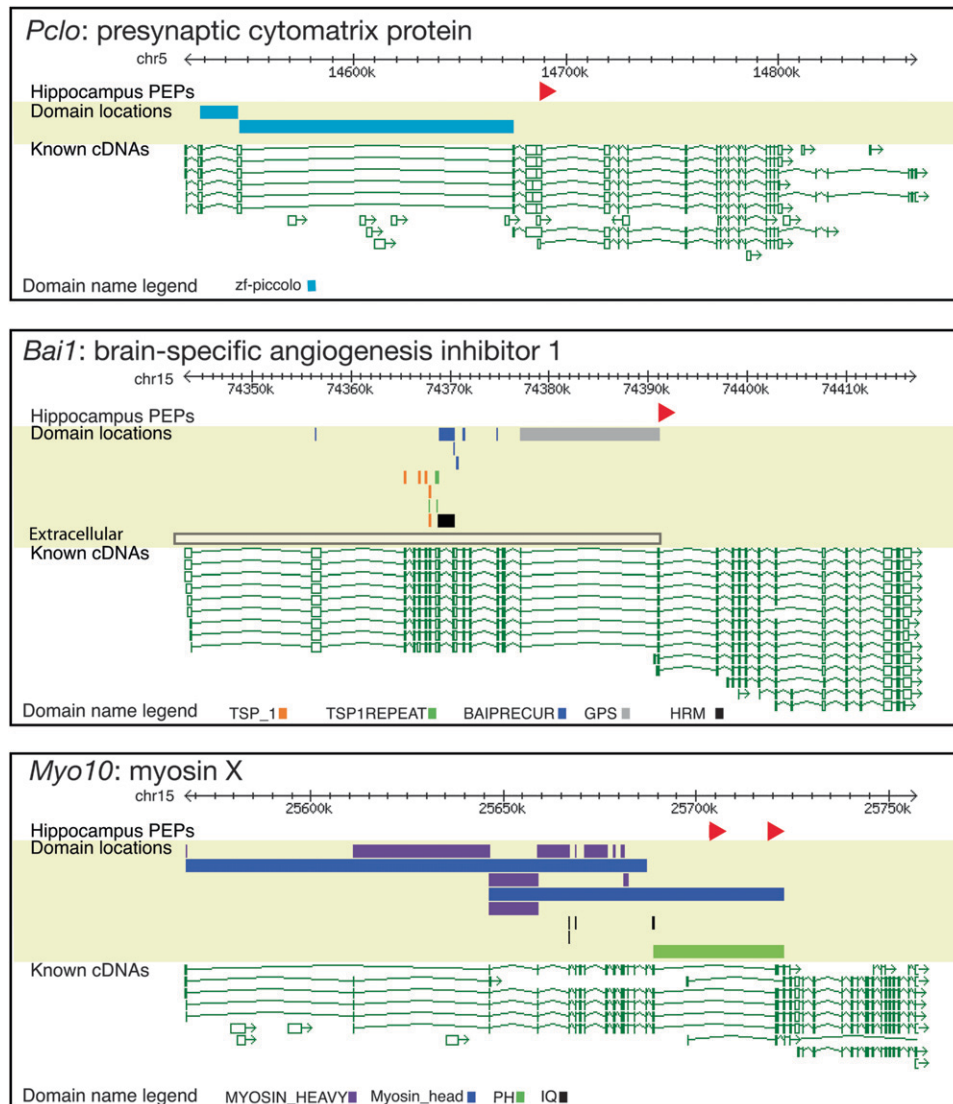 Pclo: presynaptic cytomatrix protein
chr5
14600k 14700k 14800k
Hippocampus PEPs
Domain locations
Known cDNAs
Domain name legend zf-piccolo
Bai1: brain-specific angiogenesis inhibitor 1
chr15
74350k 74360k 74370k 74380k 74390k 74400k 74410k
Hippocampus PEPs
Domain locations
Extracellular
Known cDNAs
Domain name legend TSP_1 TSP1REPEAT BAIPRECUR GPS HRM
Myo10: myosin X
chr15
25600k 25650k 25700k 25750k
Hippocampus PEPs
Domain locations
Known cDNAs
Domain name legend MYOSIN_HEAVY Myosin_head PH IQ